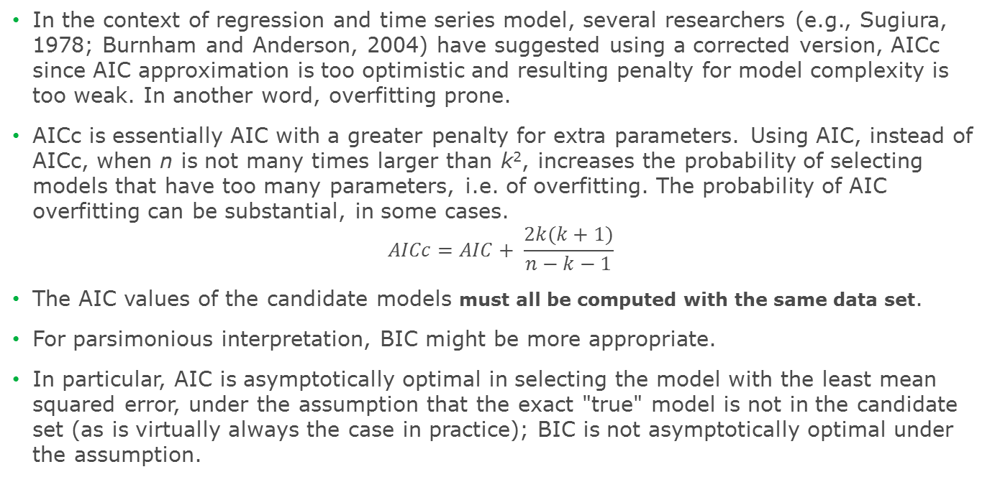 • In the context of regression and time series model, several researchers (e.g., Sugiura,
1978; Burnham and Anderson, 2004) have suggested using a corrected version, AICc
since AIC approximation is too optimistic and resulting penalty for model complexity is
too weak. In another word, overfitting prone.
• AICc is essentially AIC with a greater penalty for extra parameters. Using AIC, instead of
AICc, when n is not many times larger than k², increases the probability of selecting
models that have too many parameters, i.e. of overfitting. The probability of AIC
overfitting can be substantial, in some cases.
AICc = AIC + 2k(k + 1) / n − k − 1
• The AIC values of the candidate models must all be computed with the same data set.
• For parsimonious interpretation, BIC might be more appropriate.
• In particular, AIC is asymptotically optimal in selecting the model with the least mean
squared error, under the assumption that the exact "true" model is not in the candidate
set (as is virtually always the case in practice); BIC is not asymptotically optimal under
the assumption.